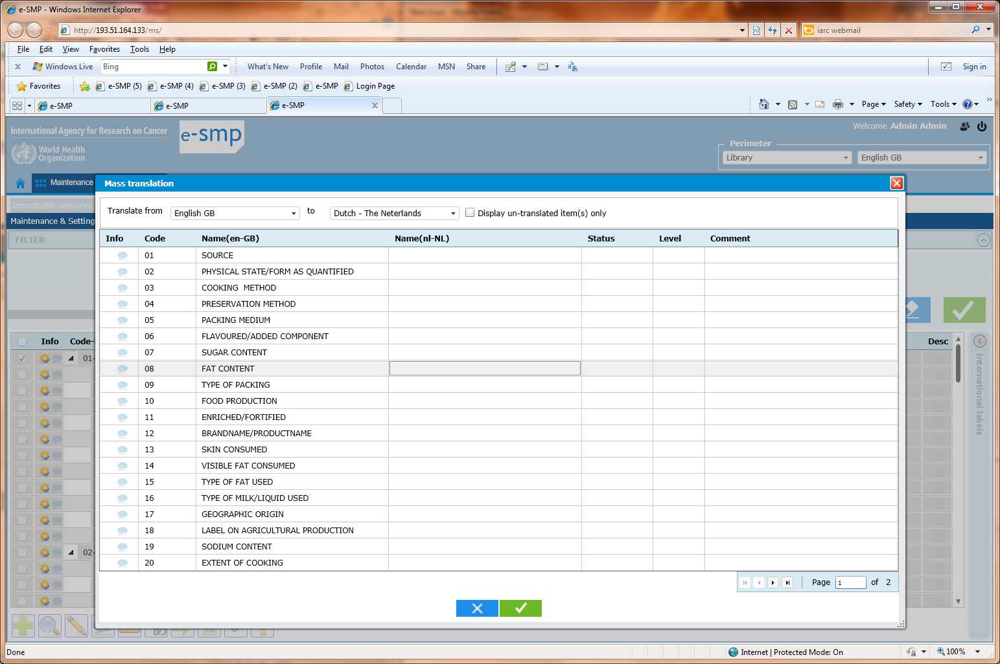 e-SMP - Windows Internet Explorer
http://193.51.164.133/ms/
iarc webmail
File Edit View Favorites Tools Help
Windows Live Bing What's New Profile Mail Photos Calendar MSN Share Sign in
Favorites e-SMP (5) e-SMP (4) e-SMP (3) e-SMP (2) e-SMP Login Page
e-SMP e-SMP e-SMP Page Safety Tools
International Agency for Research on Cancer
World Health
Organization
e-smp
Welcome Admin Admin
Perimeter
Library English GB
Maintenance
Improbable sequence
Maintenance & Setting
FILTER
Mass translation
Translate from English GB to Dutch - The Neterlands Display un-translated item(s) only
Info Code Name(en-GB) Name(nl-NL) Status Level Comment
01 SOURCE
02 PHYSICAL STATE/FORM AS QUANTIFIED
03 COOKING METHOD
04 PRESERVATION METHOD
05 PACKING MEDIUM
06 FLAVOURED/ADDED COMPONENT
07 SUGAR CONTENT
08 FAT CONTENT
09 TYPE OF PACKING
10 FOOD PRODUCTION
11 ENRICHED/FORTIFIED
12 BRANDNAME/PRODUCTNAME
13 SKIN CONSUMED
14 VISIBLE FAT CONSUMED
15 TYPE OF FAT USED
16 TYPE OF MILK/LIQUID USED
17 GEOGRAPHIC ORIGIN
18 LABEL ON AGRICULTURAL PRODUCTION
19 SODIUM CONTENT
20 EXTENT OF COOKING
Page 1 of 2
Info Code- Desc
01-
02-
International labels
Done Internet | Protected Mode: On 100%